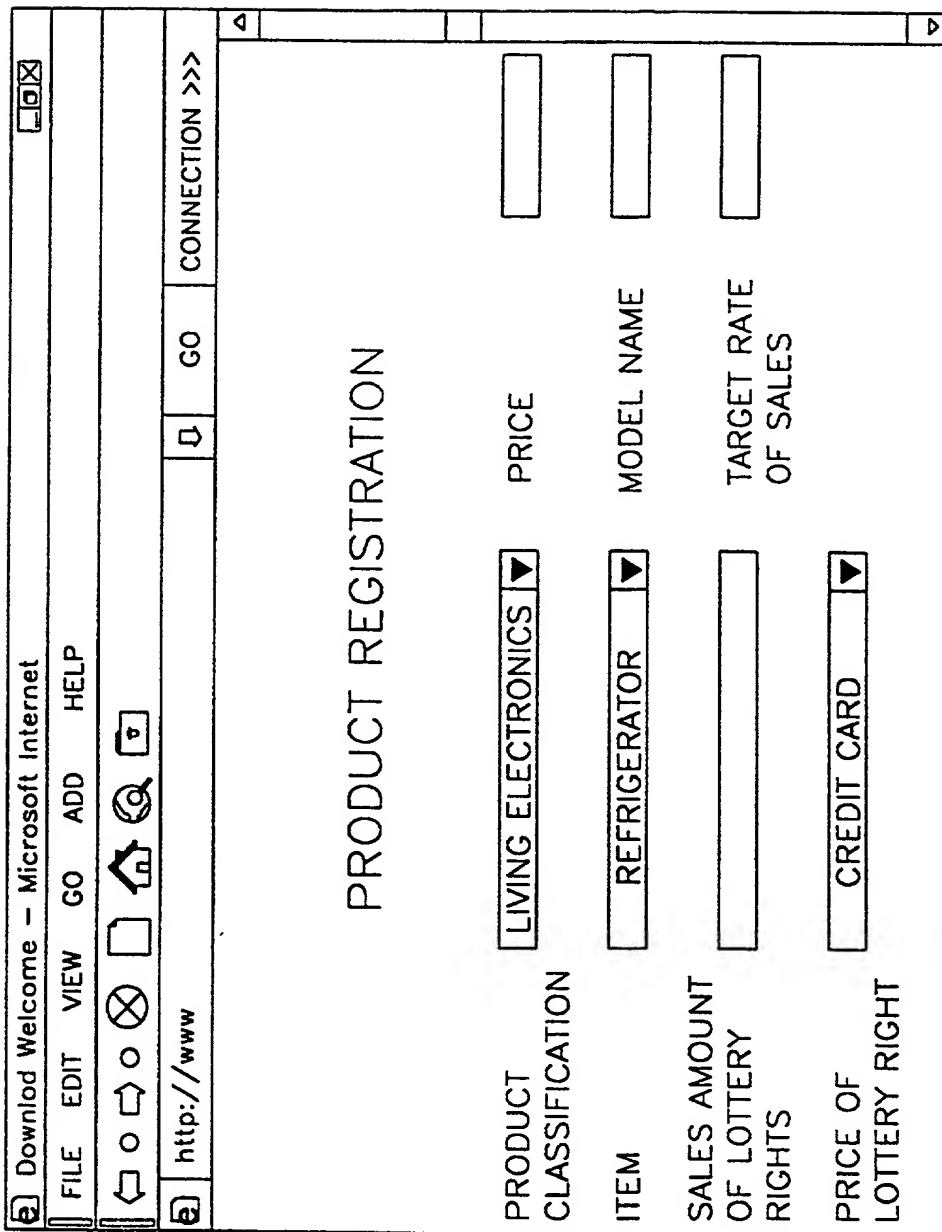 e Downlod Welcome – Microsoft Internet
FILE EDIT VIEW GO ADD HELP
e http://www GO CONNECTION >>>
PRODUCT REGISTRATION
PRODUCT
CLASSIFICATION
LIVING ELECTRONICS
PRICE
ITEM
REFRIGERATOR
MODEL NAME
SALES AMOUNT
OF LOTTERY
RIGHTS
TARGET RATE
OF SALES
PRICE OF
LOTTERY RIGHT
CREDIT CARD